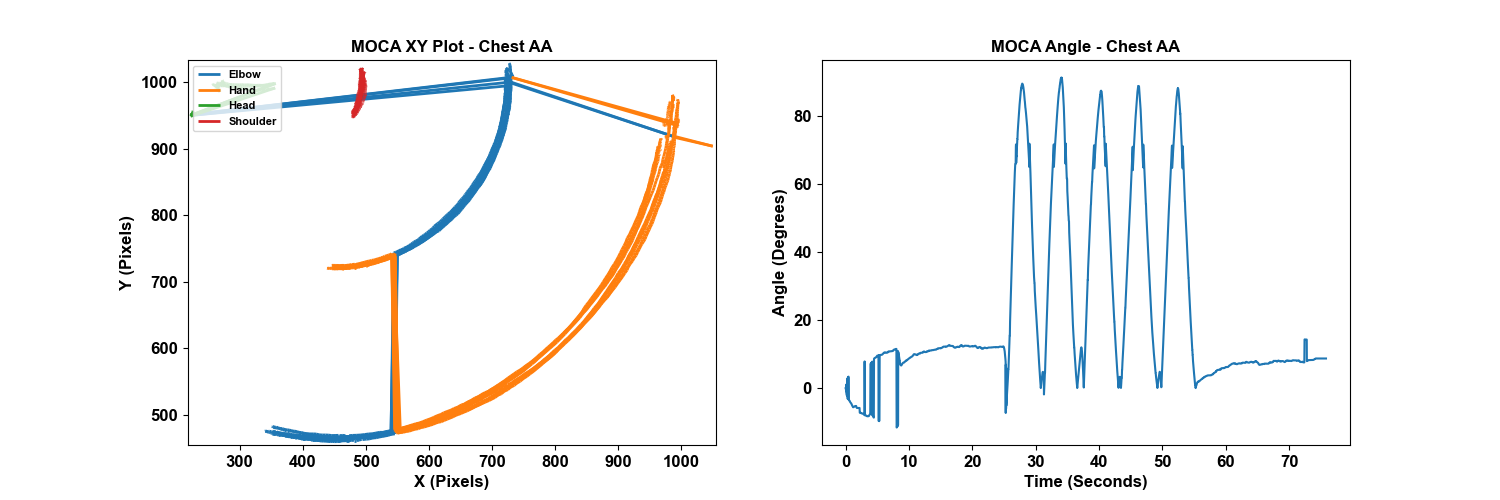 MOCA XY Plot - Chest AA
Elbow
Hand
Head
Shoulder
1000
900
800
700
600
500
Y (Pixels)
300 400 500 600 700 800 900 1000
X (Pixels)
MOCA Angle - Chest AA
80
60
40
20
0
Angle (Degrees)
0 10 20 30 40 50 60 70
Time (Seconds)